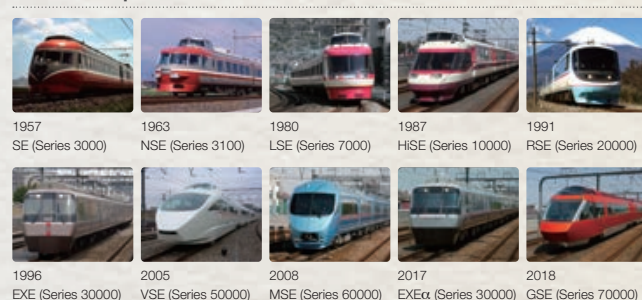 1957
SE (Series 3000)
1963
NSE (Series 3100)
1980
LSE (Series 7000)
1987
HiSE (Series 10000)
1991
RSE (Series 20000)
1996
EXE (Series 30000)
2005
VSE (Series 50000)
2008
MSE (Series 60000)
2017
EXEα (Series 30000)
2018
GSE (Series 70000)